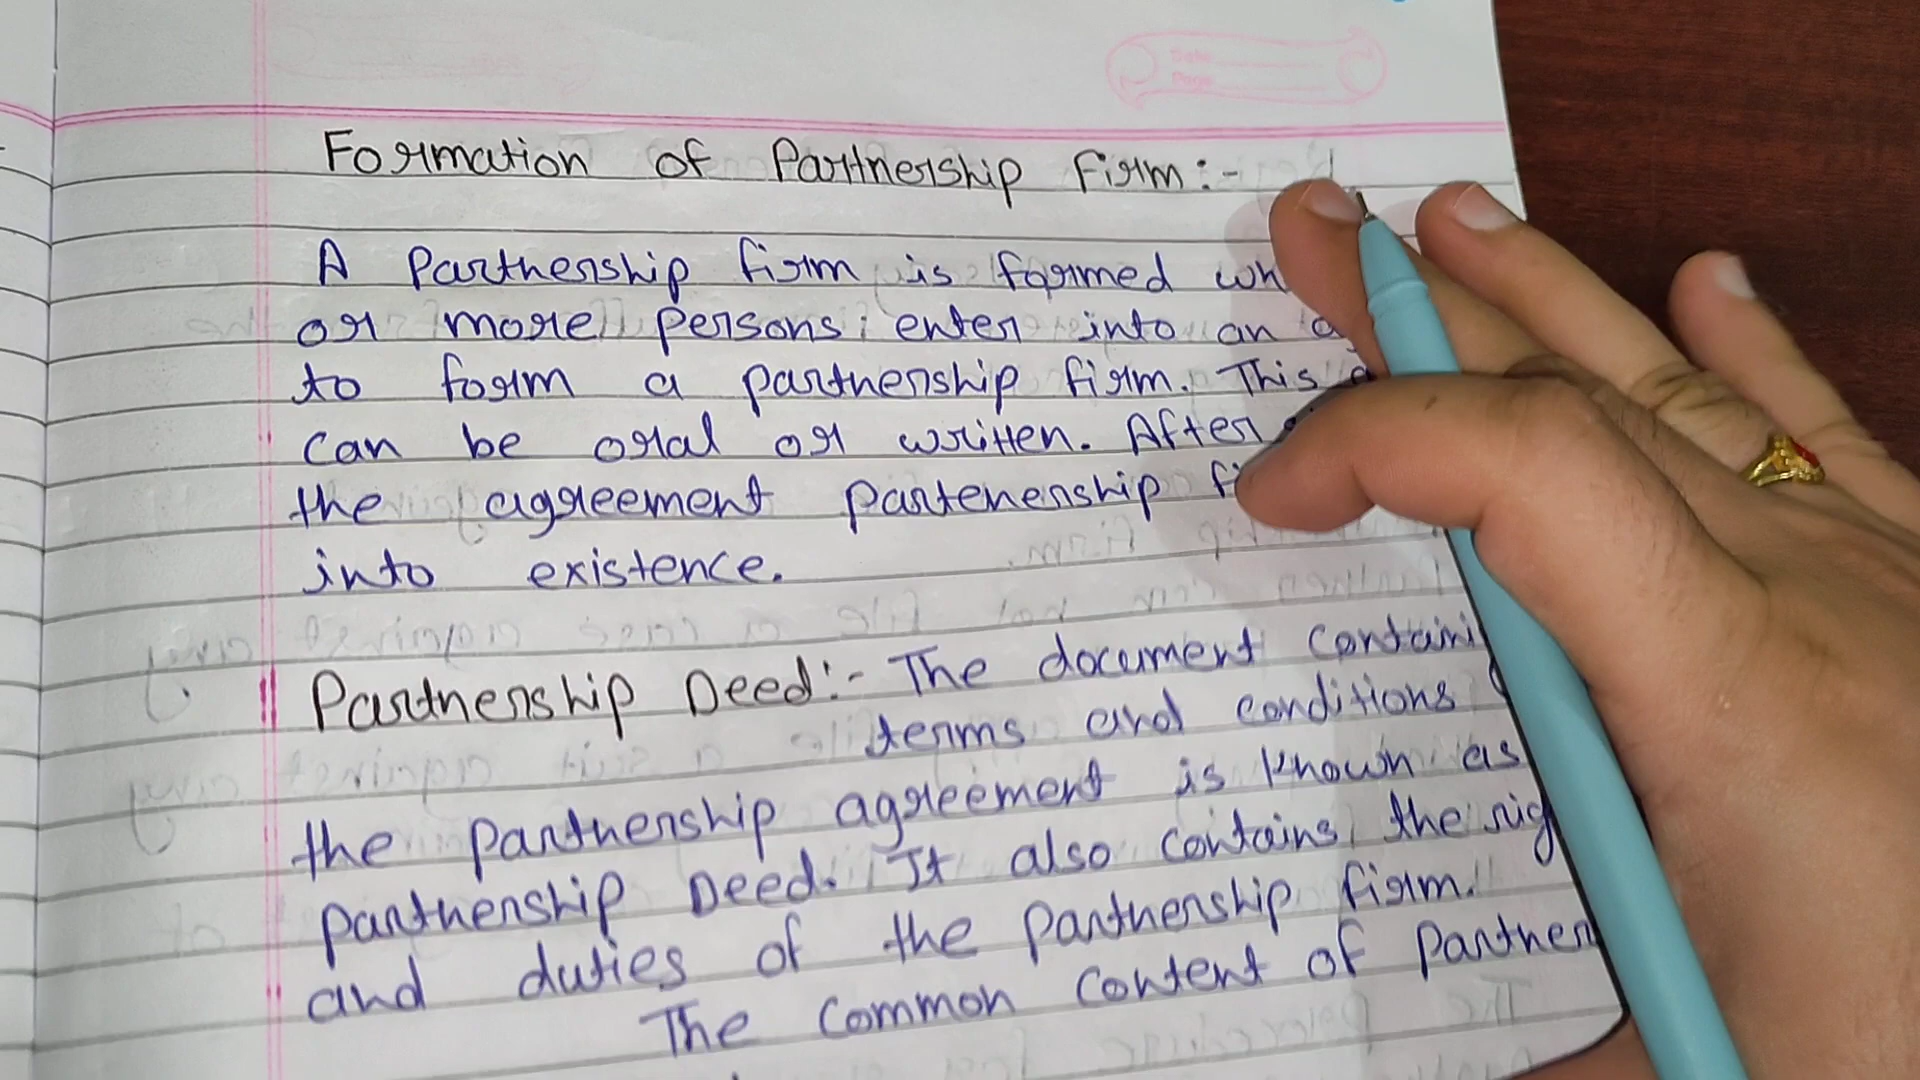 Formation of Partnership Firm:-
A Partnership firm is formed
or more persons enter into an
to form a partnership firm. This
can be oral or written. After
the agreement partenership
into existence.
Partnership Deed:- The document
terms and conditions
the partnership agreement is known as
partnership Deed. It also contains the
and duties of the partnership firm.
The common content of